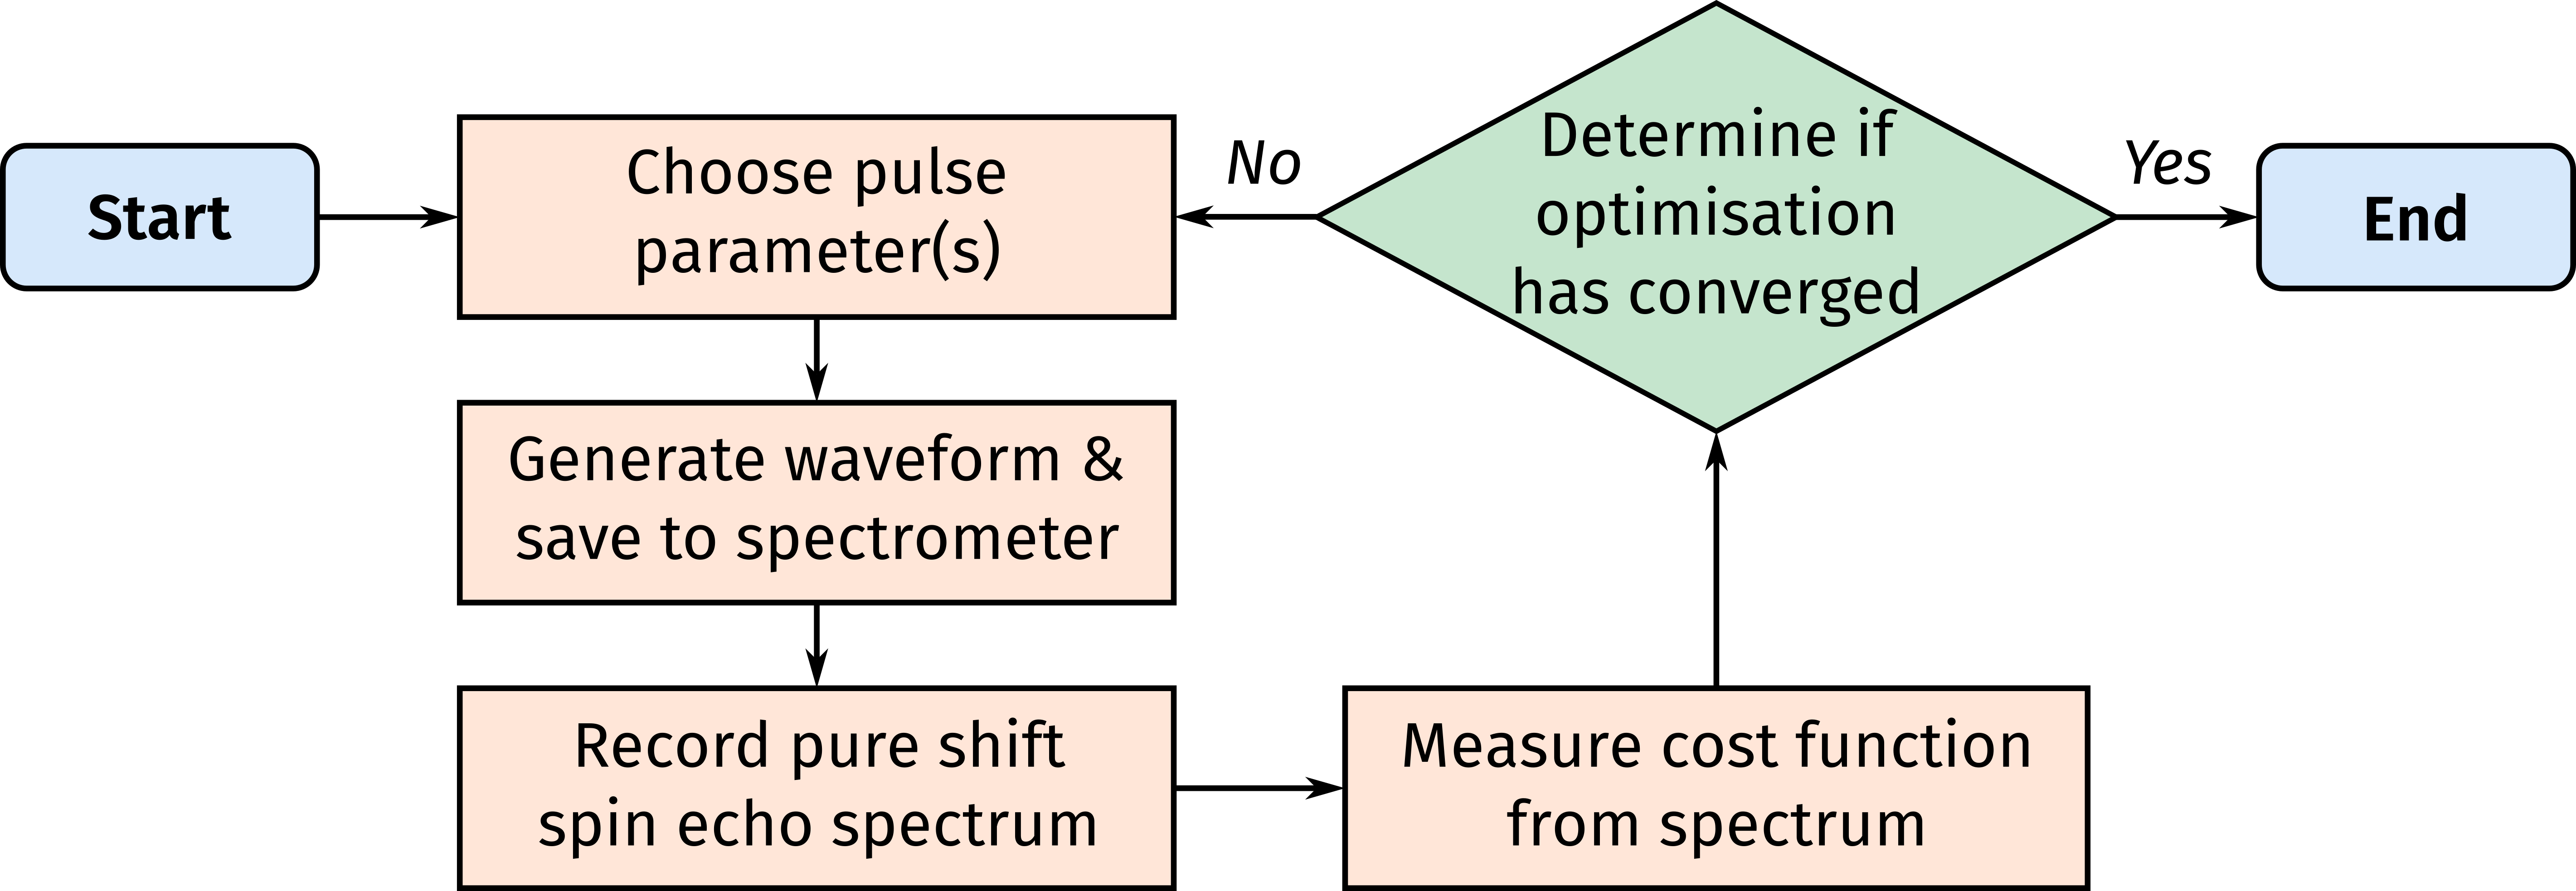 Start
Choose pulse
parameter(s)
Generate waveform &
save to spectrometer
Record pure shift
spin echo spectrum
Measure cost function
from spectrum
Determine if
optimisation
has converged
No
Yes
End